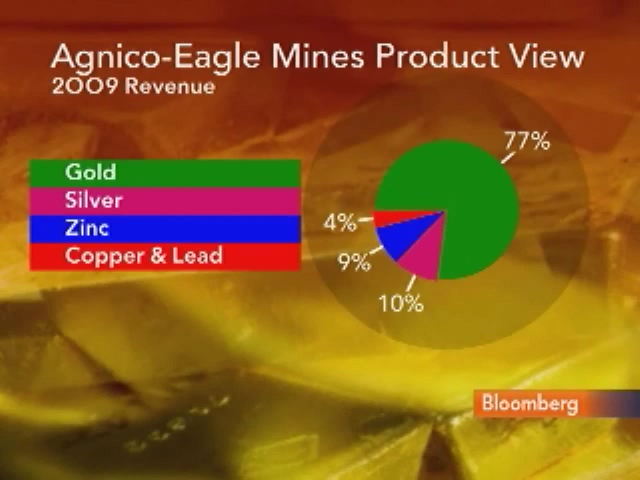 Agnico-Eagle Mines Product View
2009 Revenue
Gold
Silver
Zinc
Copper & Lead
77%
4%
9%
10%
Bloomberg